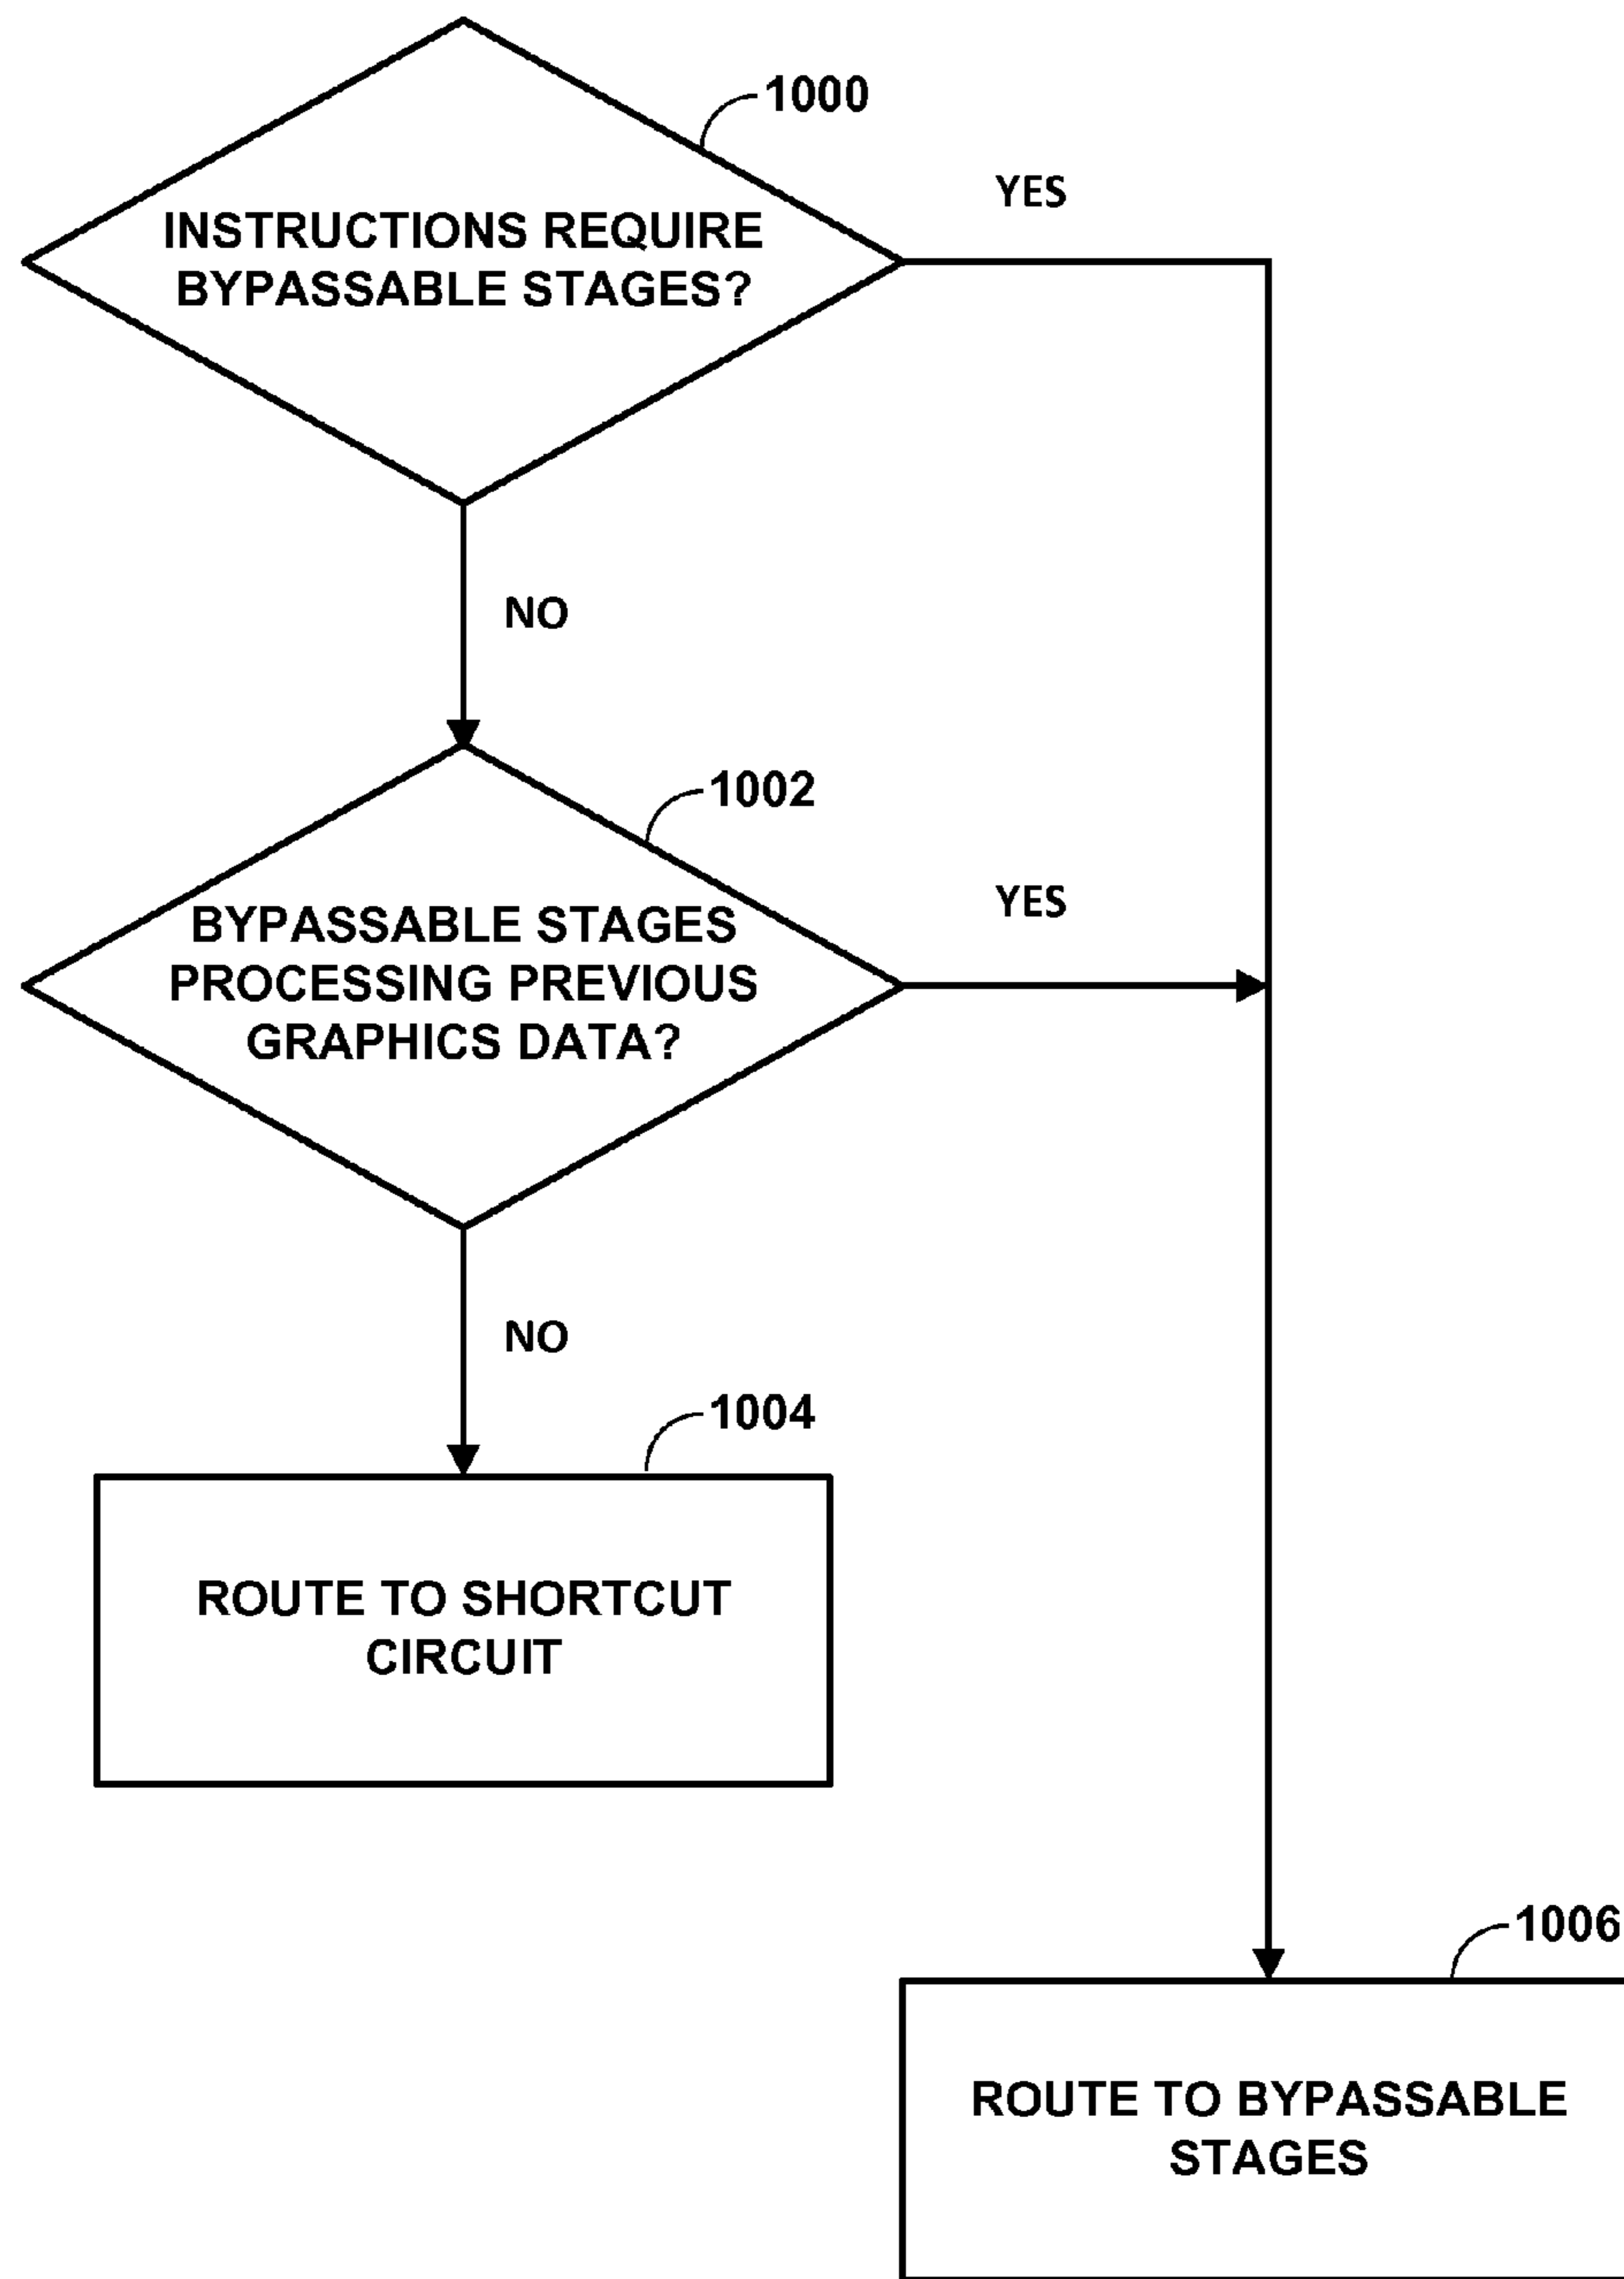 1000
YES
INSTRUCTIONS REQUIRE
BYPASSABLE STAGES?
NO
1002
YES
BYPASSABLE STAGES
PROCESSING PREVIOUS
GRAPHICS DATA?
NO
1004
ROUTE TO SHORTCUT
CIRCUIT
1006
ROUTE TO BYPASSABLE
STAGES